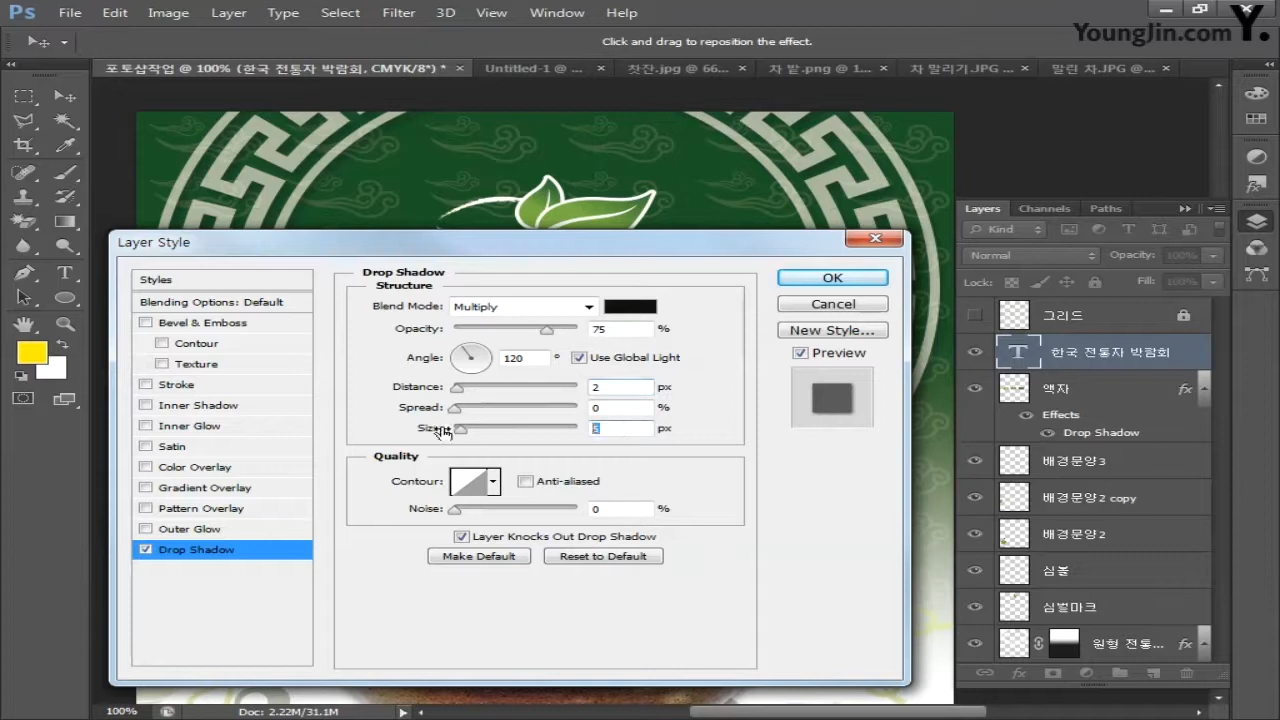 Ps File Edit Image Layer Type Select Filter 3D View Window Help
YoungJin.com Y.
Click and drag to reposition the effect.
포토샵작업 @ 100% (한국 전통자 박람회, CMYK/8*) * × Untitled-1 @ ... × 찻잔.jpg @ 66... × 차 밭.png @ 1... × 차 말리기.JPG ... × 말린 차.JPG @ ... ×
Layer Style
Styles
Blending Options: Default
Bevel & Emboss
Contour
Texture
Stroke
Inner Shadow
Inner Glow
Satin
Color Overlay
Gradient Overlay
Pattern Overlay
Outer Glow
Drop Shadow
Drop Shadow
Structure
Blend Mode: Multiply
Opacity: 75 %
Angle: 120 ° Use Global Light
Distance: 2 px
Spread: 0 %
Size: 5 px
Quality
Contour: Anti-aliased
Noise: 0 %
Layer Knocks Out Drop Shadow
Make Default Reset to Default
OK
Cancel
New Style...
Preview
Layers Channels Paths
Kind
Normal Opacity: 100%
Lock: Fill: 100%
그리드
T 한국 전통자 박람회
액자 fx
Effects
Drop Shadow
배경문양3
배경문양2 copy
배경문양2
심볼
심벌마크
원형 전통... fx
100% Doc: 2.22M/31.1M